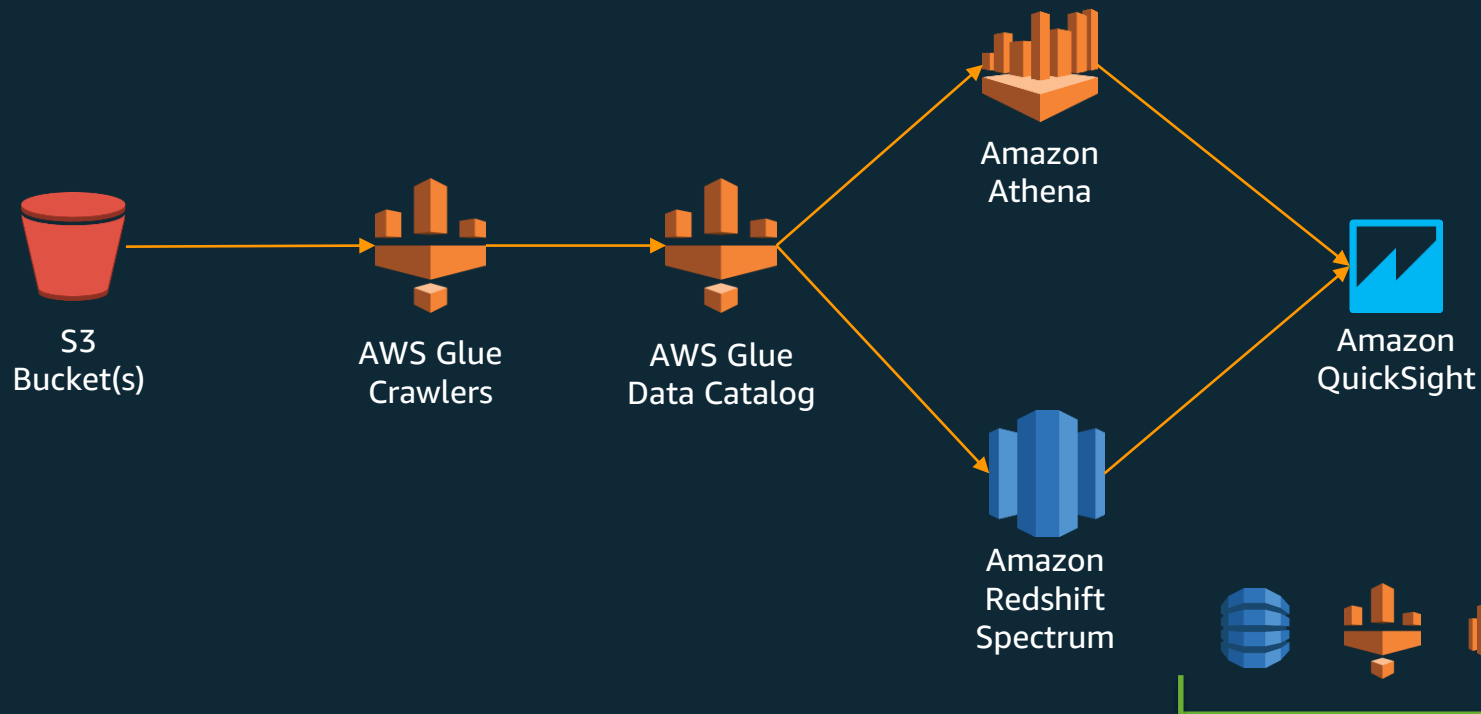 S3
Bucket(s)
AWS Glue
Crawlers
AWS Glue
Data Catalog
Amazon
Athena
Amazon
Redshift
Spectrum
Amazon
QuickSight